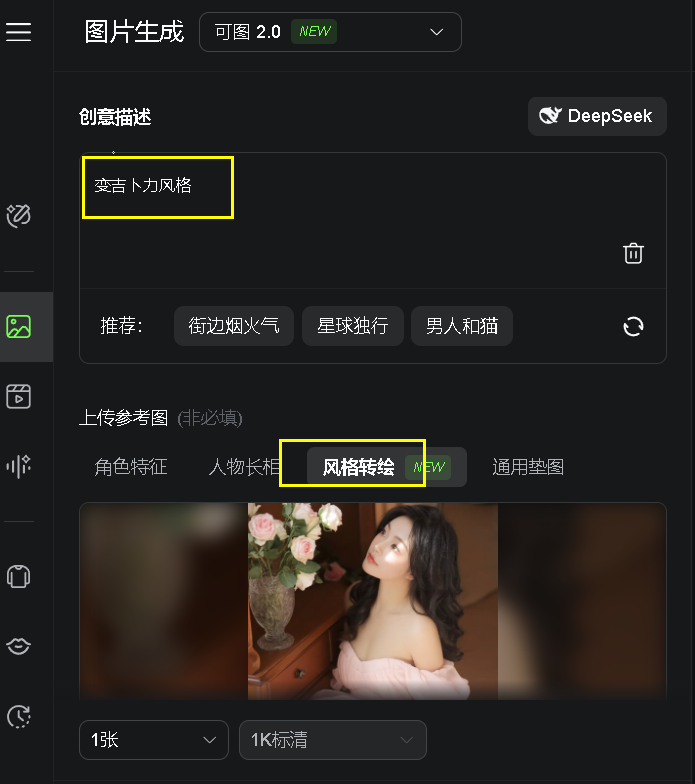 图片生成 可图 2.0 NEW
创意描述 DeepSeek
变吉卜力风格
推荐： 街边烟火气 星球独行 男人和猫
上传参考图 (非必填)
角色特征 人物长相 风格转绘 NEW 通用垫图
1张 1K标清